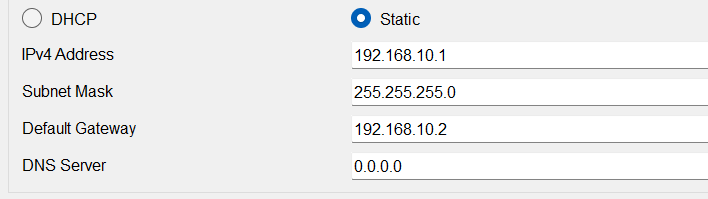 DHCP Static
IPv4 Address 192.168.10.1
Subnet Mask 255.255.255.0
Default Gateway 192.168.10.2
DNS Server 0.0.0.0